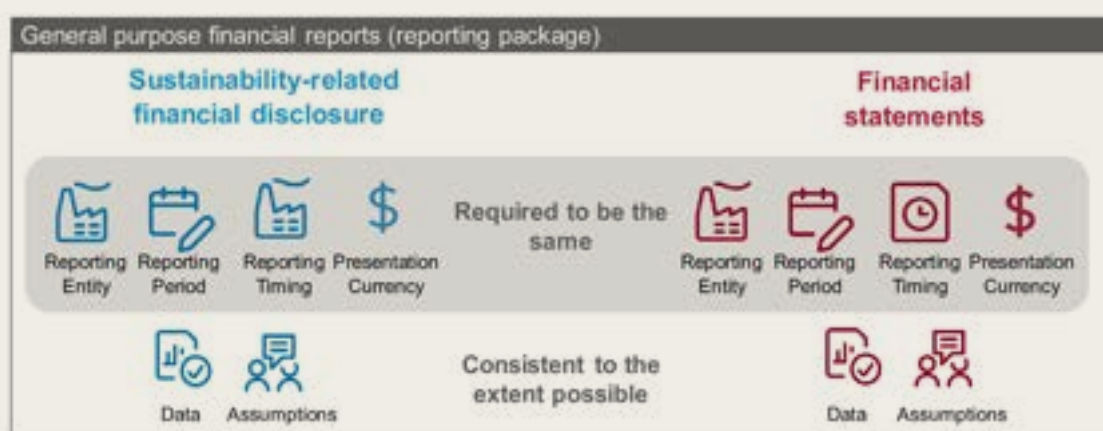 General purpose financial reports (reporting package)
Sustainability-related
financial disclosure
Financial
statements
Reporting Entity
Reporting Period
Reporting Timing
Presentation Currency
$
Required to be the
same
Reporting Entity
Reporting Period
Reporting Timing
Presentation Currency
$
Data
Assumptions
Consistent to the
extent possible
Data
Assumptions